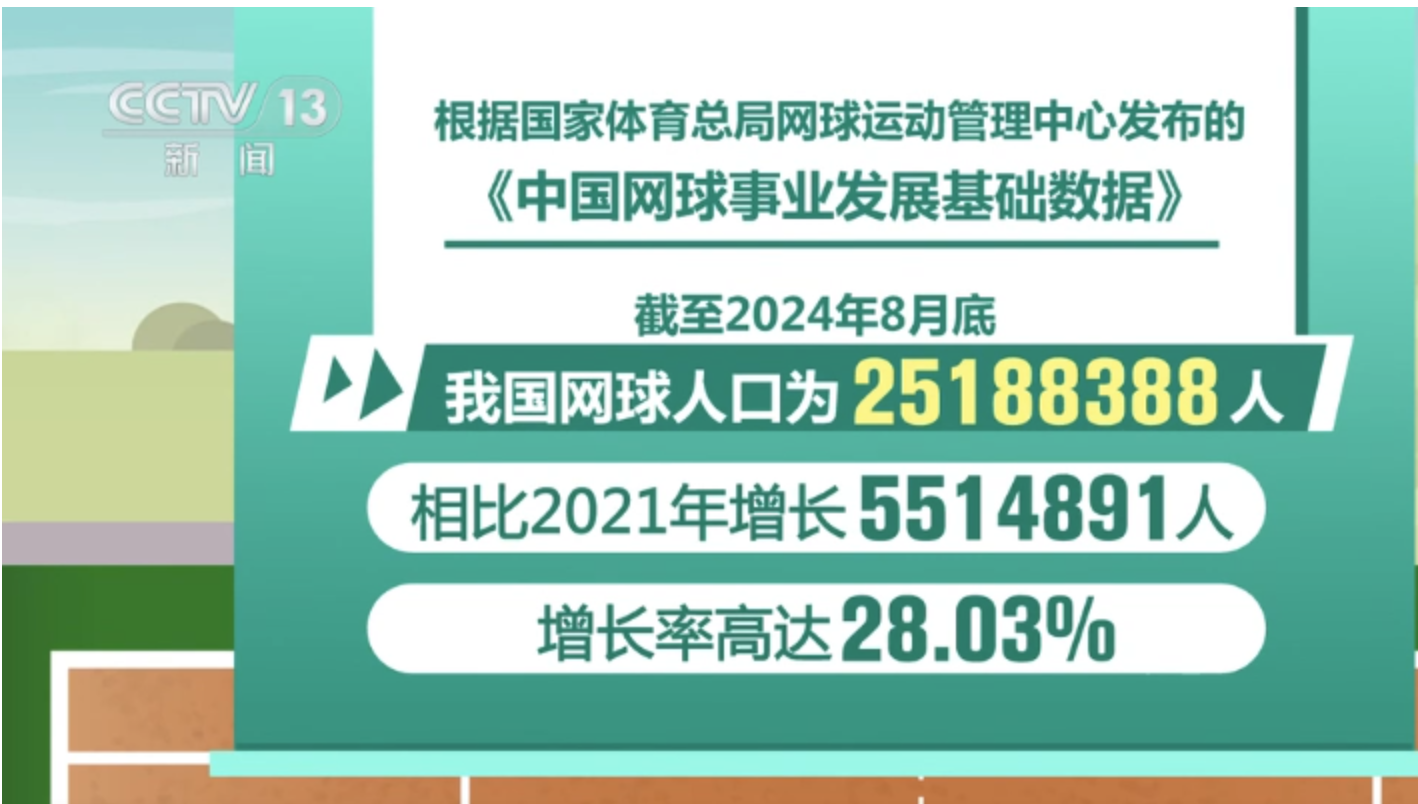 CCTV 13
新闻
根据国家体育总局网球运动管理中心发布的
《中国网球事业发展基础数据》
截至2024年8月底
我国网球人口为25188388人
相比2021年增长5514891人
增长率高达28.03%